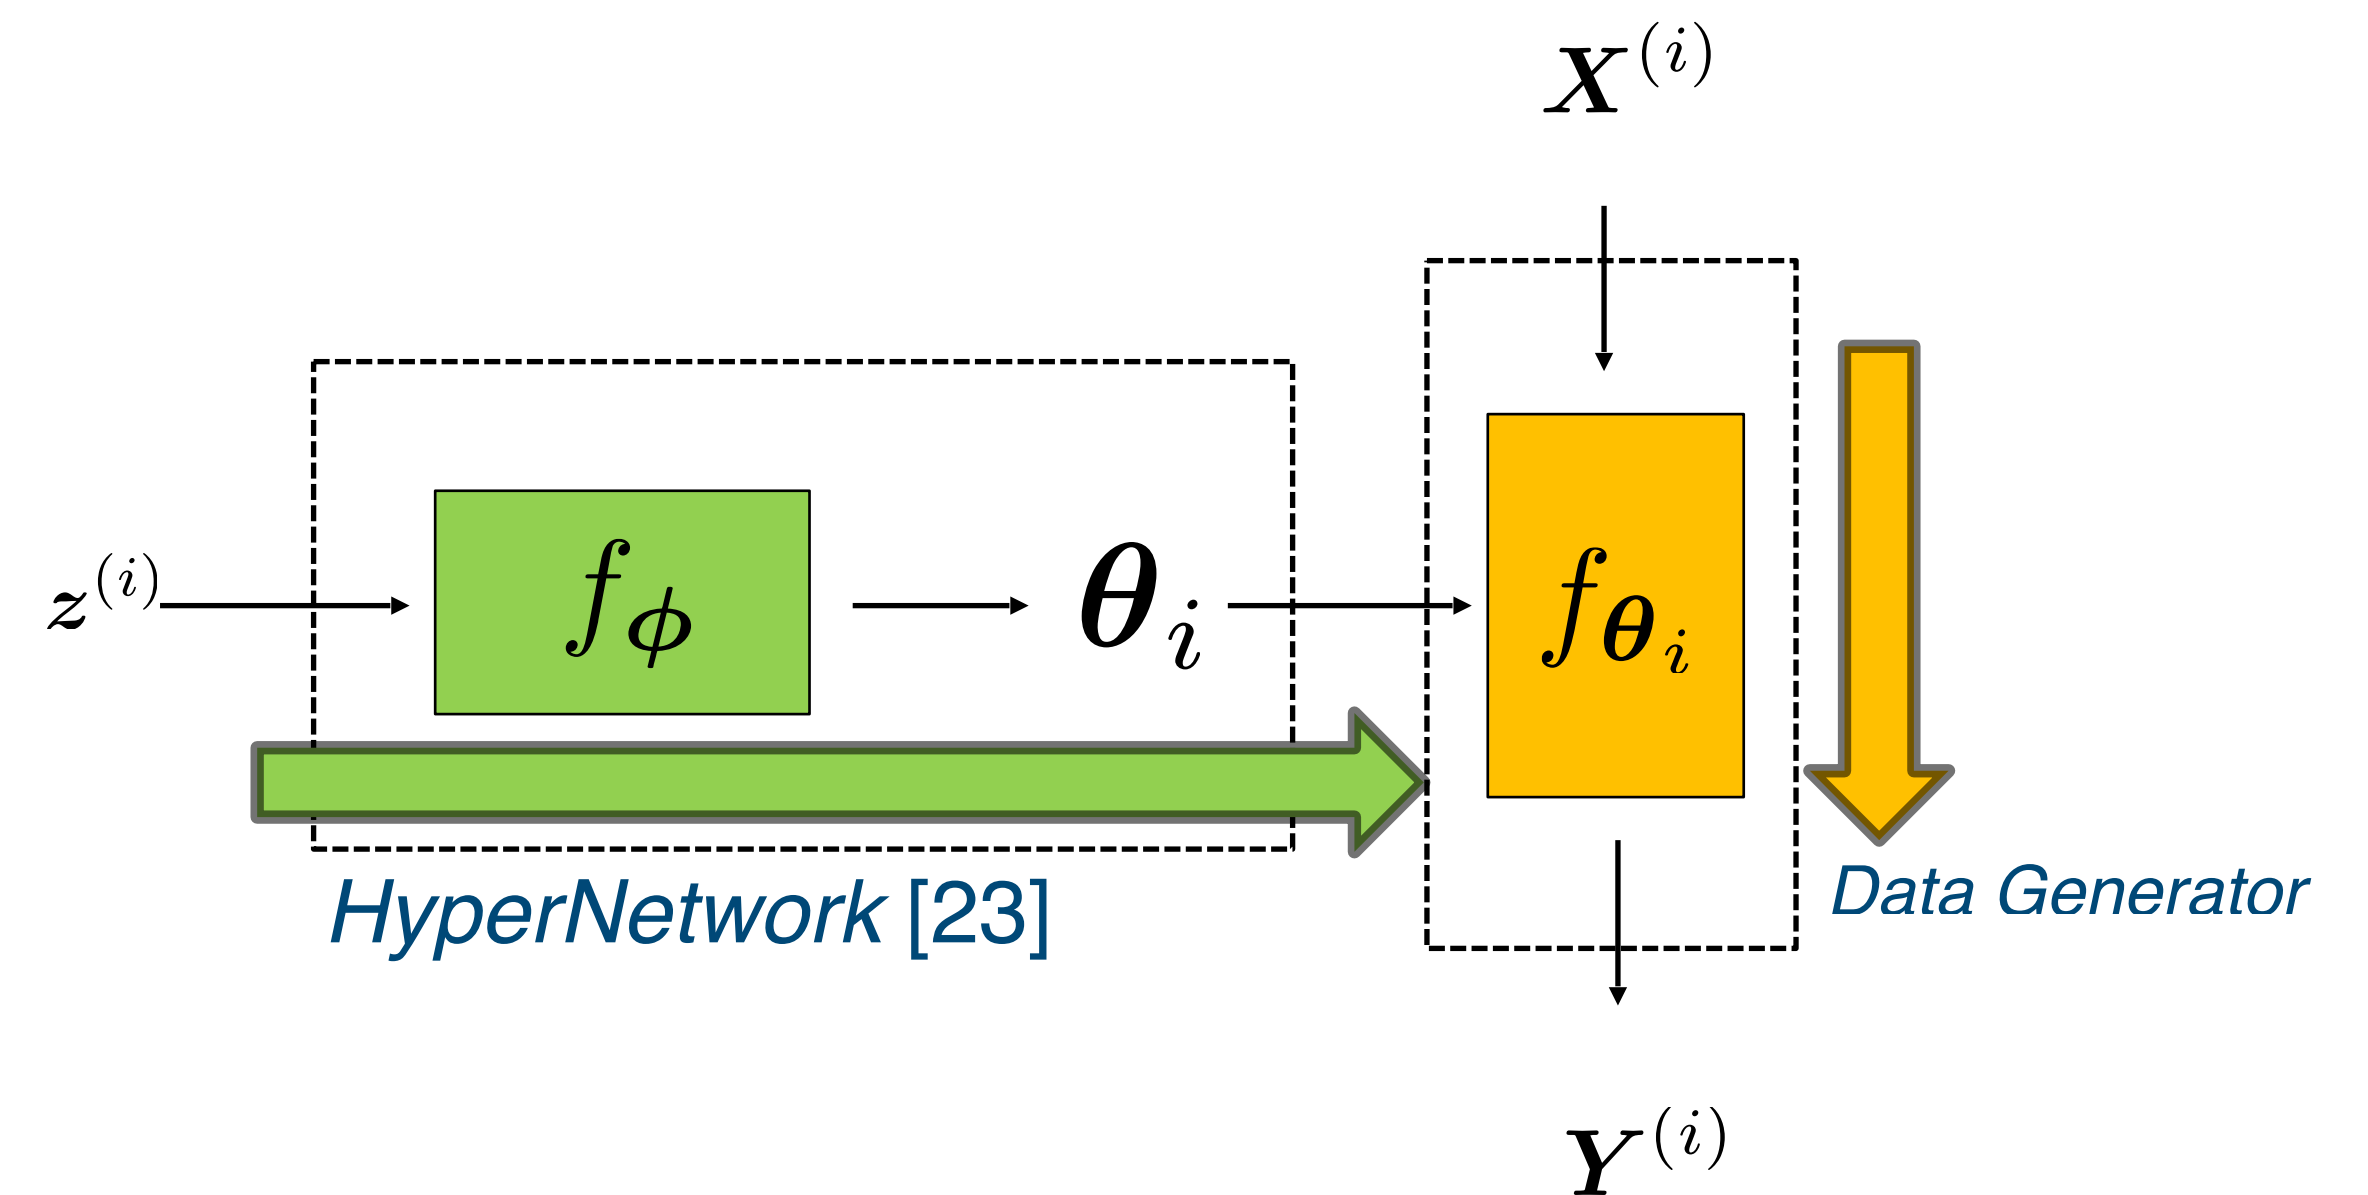 X^(i)
z^(i)
f_ϕ
θ_i
f_θ_i
HyperNetwork [23]
Data Generator
Y^(i)